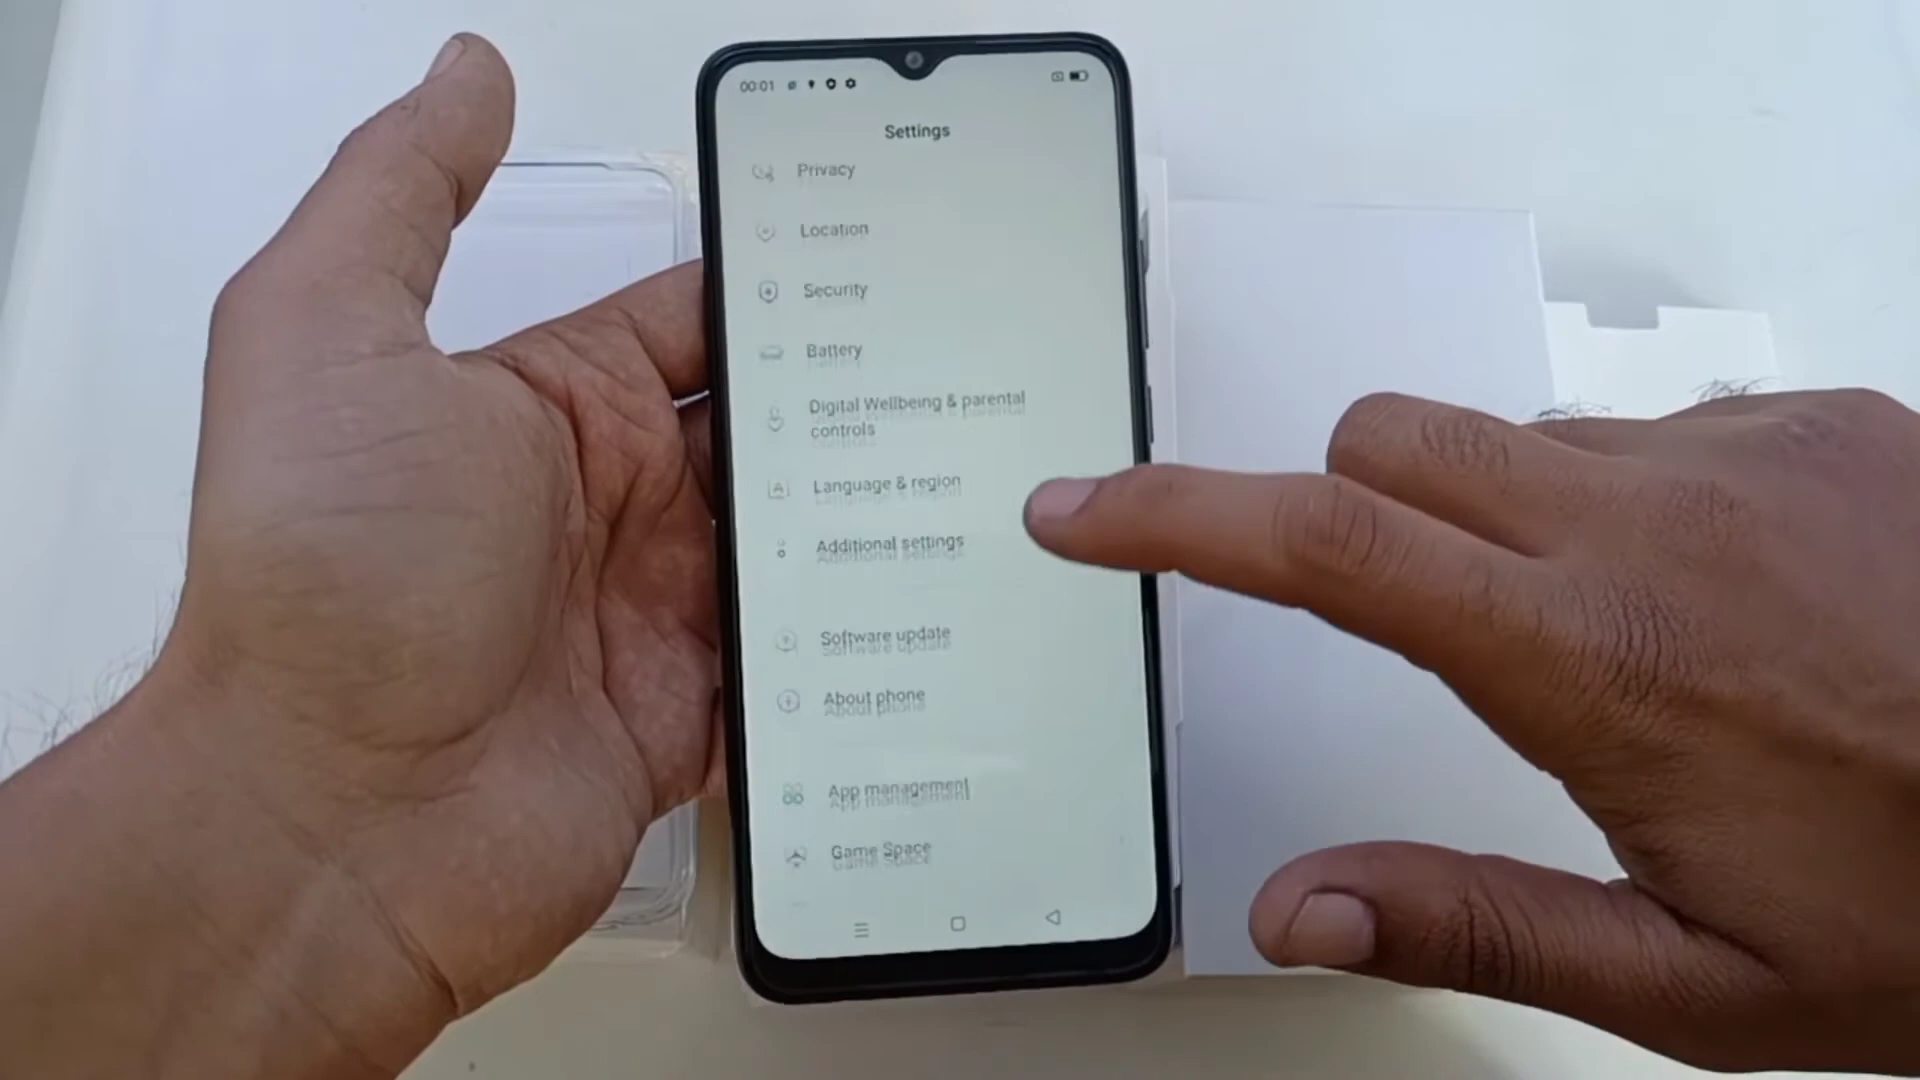 00:01
Settings
Privacy
Location
Security
Battery
Digital Wellbeing & parental
controls
Language & region
Additional settings
Software update
About phone
App management
Game Space